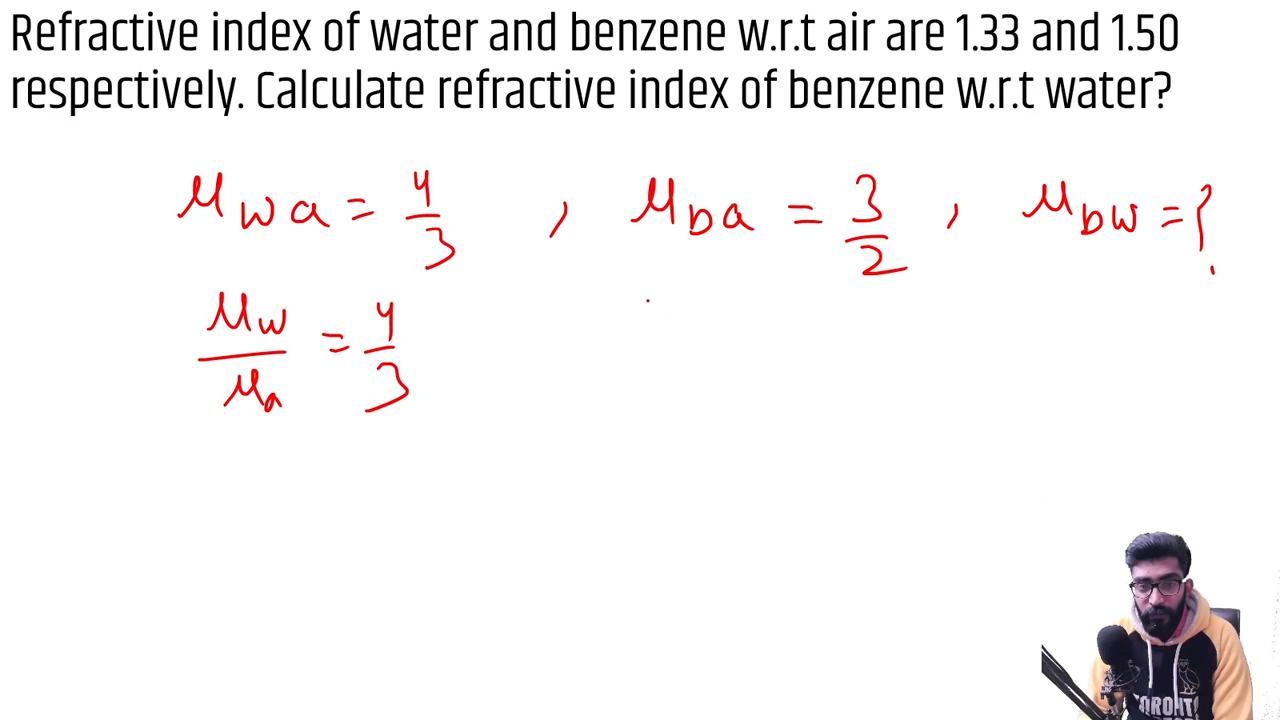 Refractive index of water and benzene w.r.t air are 1.33 and 1.50
respectively. Calculate refractive index of benzene w.r.t water?
μwa = 4/3 , μba = 3/2 , μbw = ?
μw/μa = 4/3
TORONTO